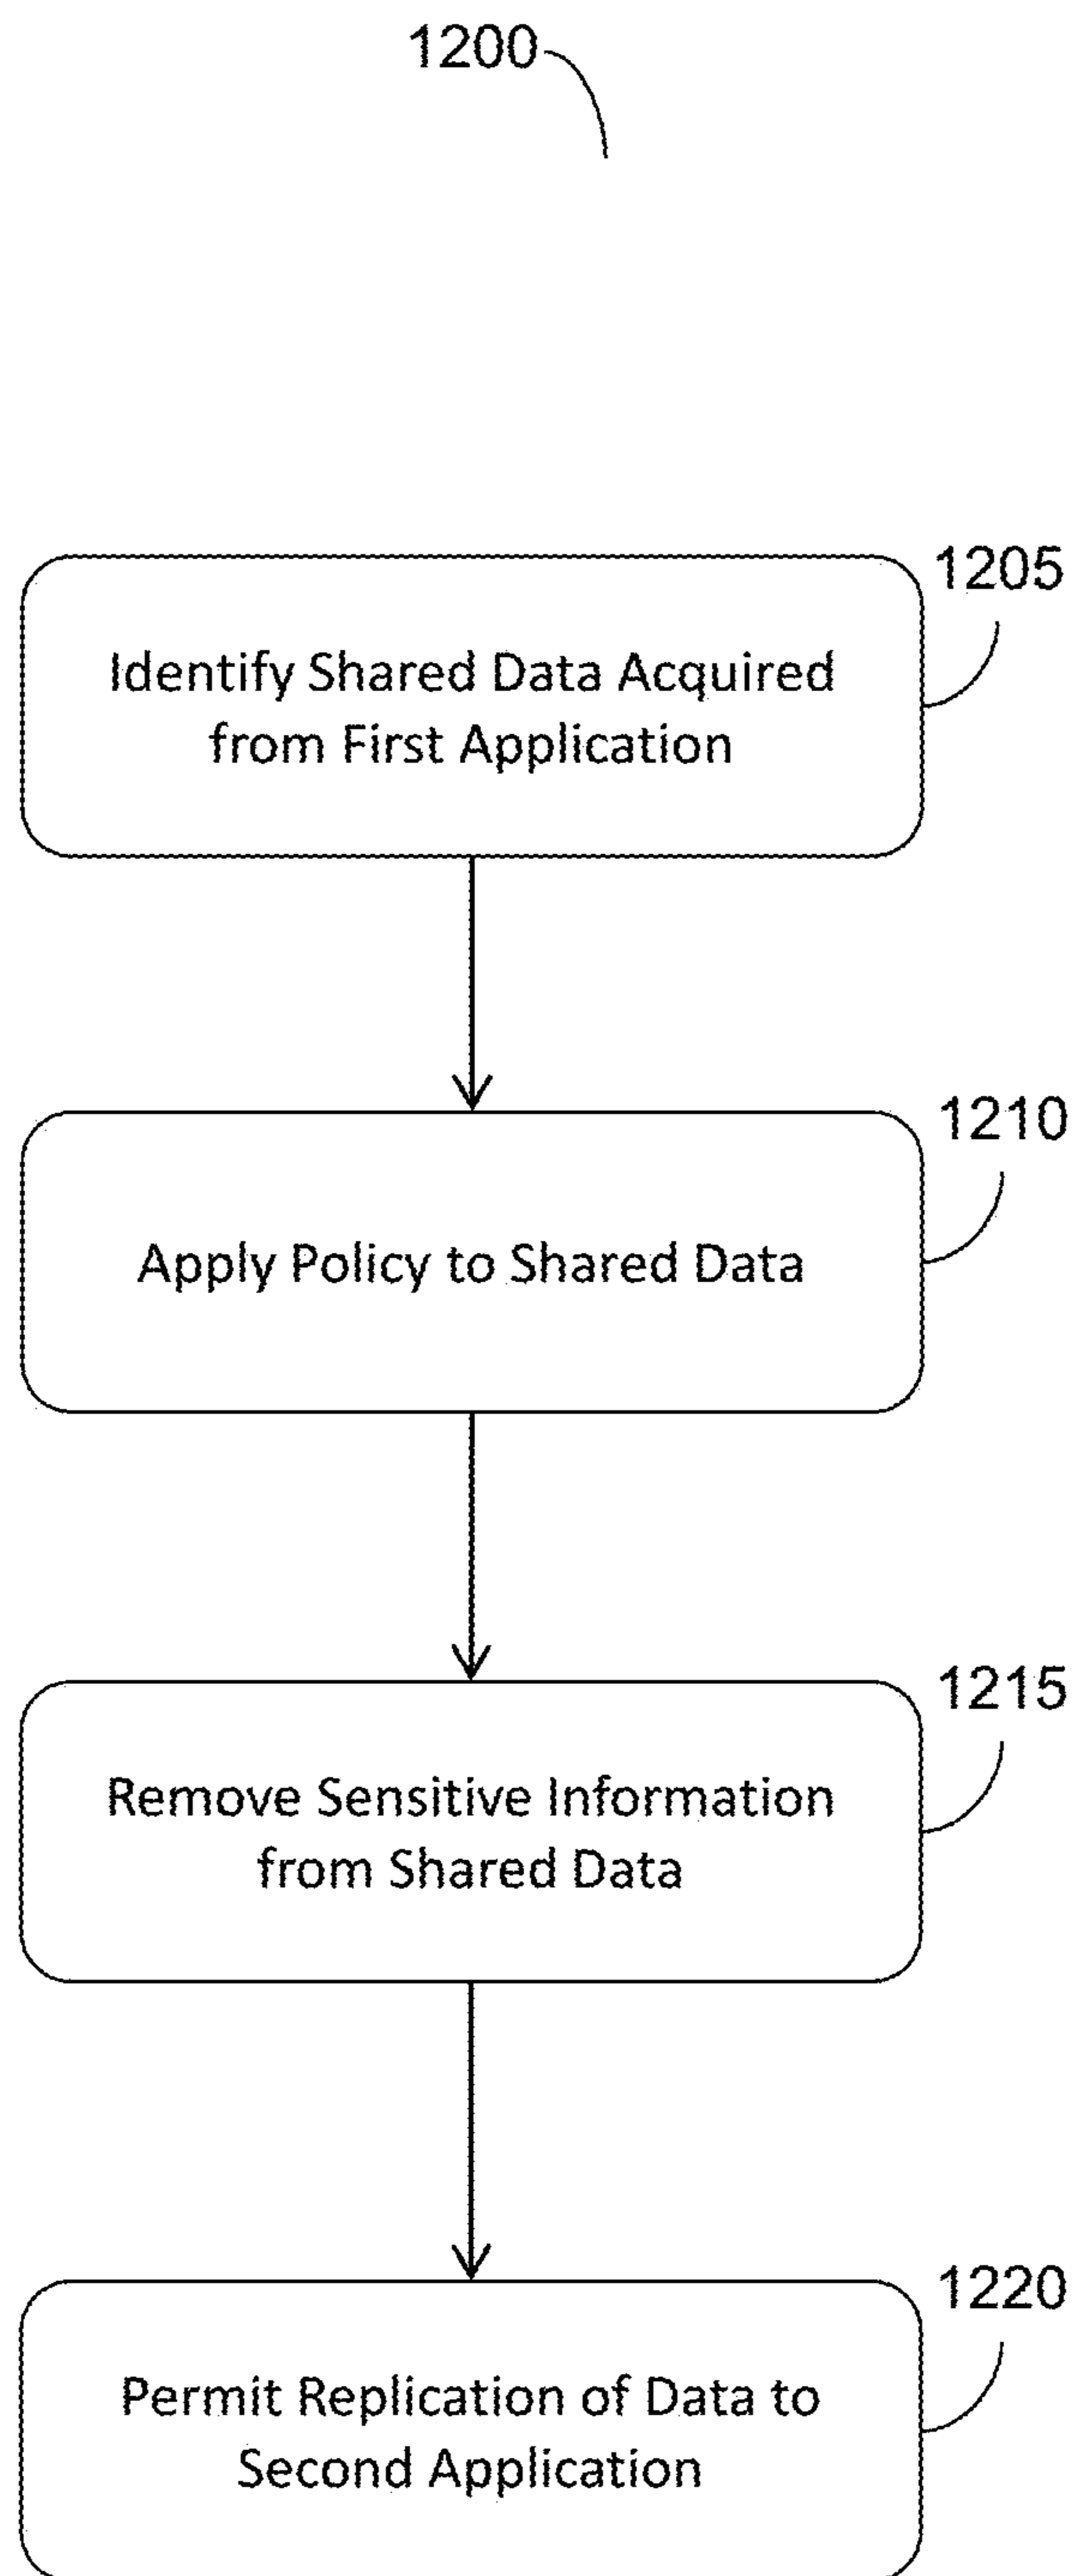 1200
1205
Identify Shared Data Acquired
from First Application
1210
Apply Policy to Shared Data
1215
Remove Sensitive Information
from Shared Data
1220
Permit Replication of Data to
Second Application